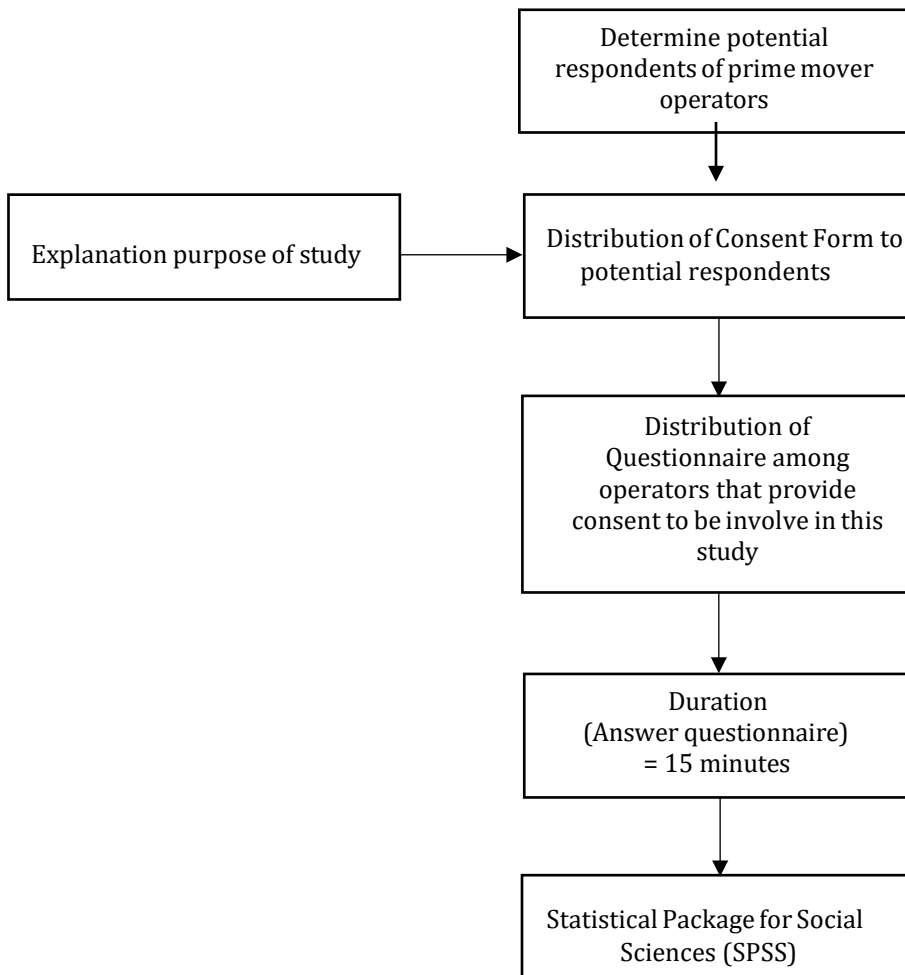 Determine potential
respondents of prime mover
operators
Explanation purpose of study
Distribution of Consent Form to
potential respondents
Distribution of
Questionnaire among
operators that provide
consent to be involve in this
study
Duration
(Answer questionnaire)
= 15 minutes
Statistical Package for Social
Sciences (SPSS)